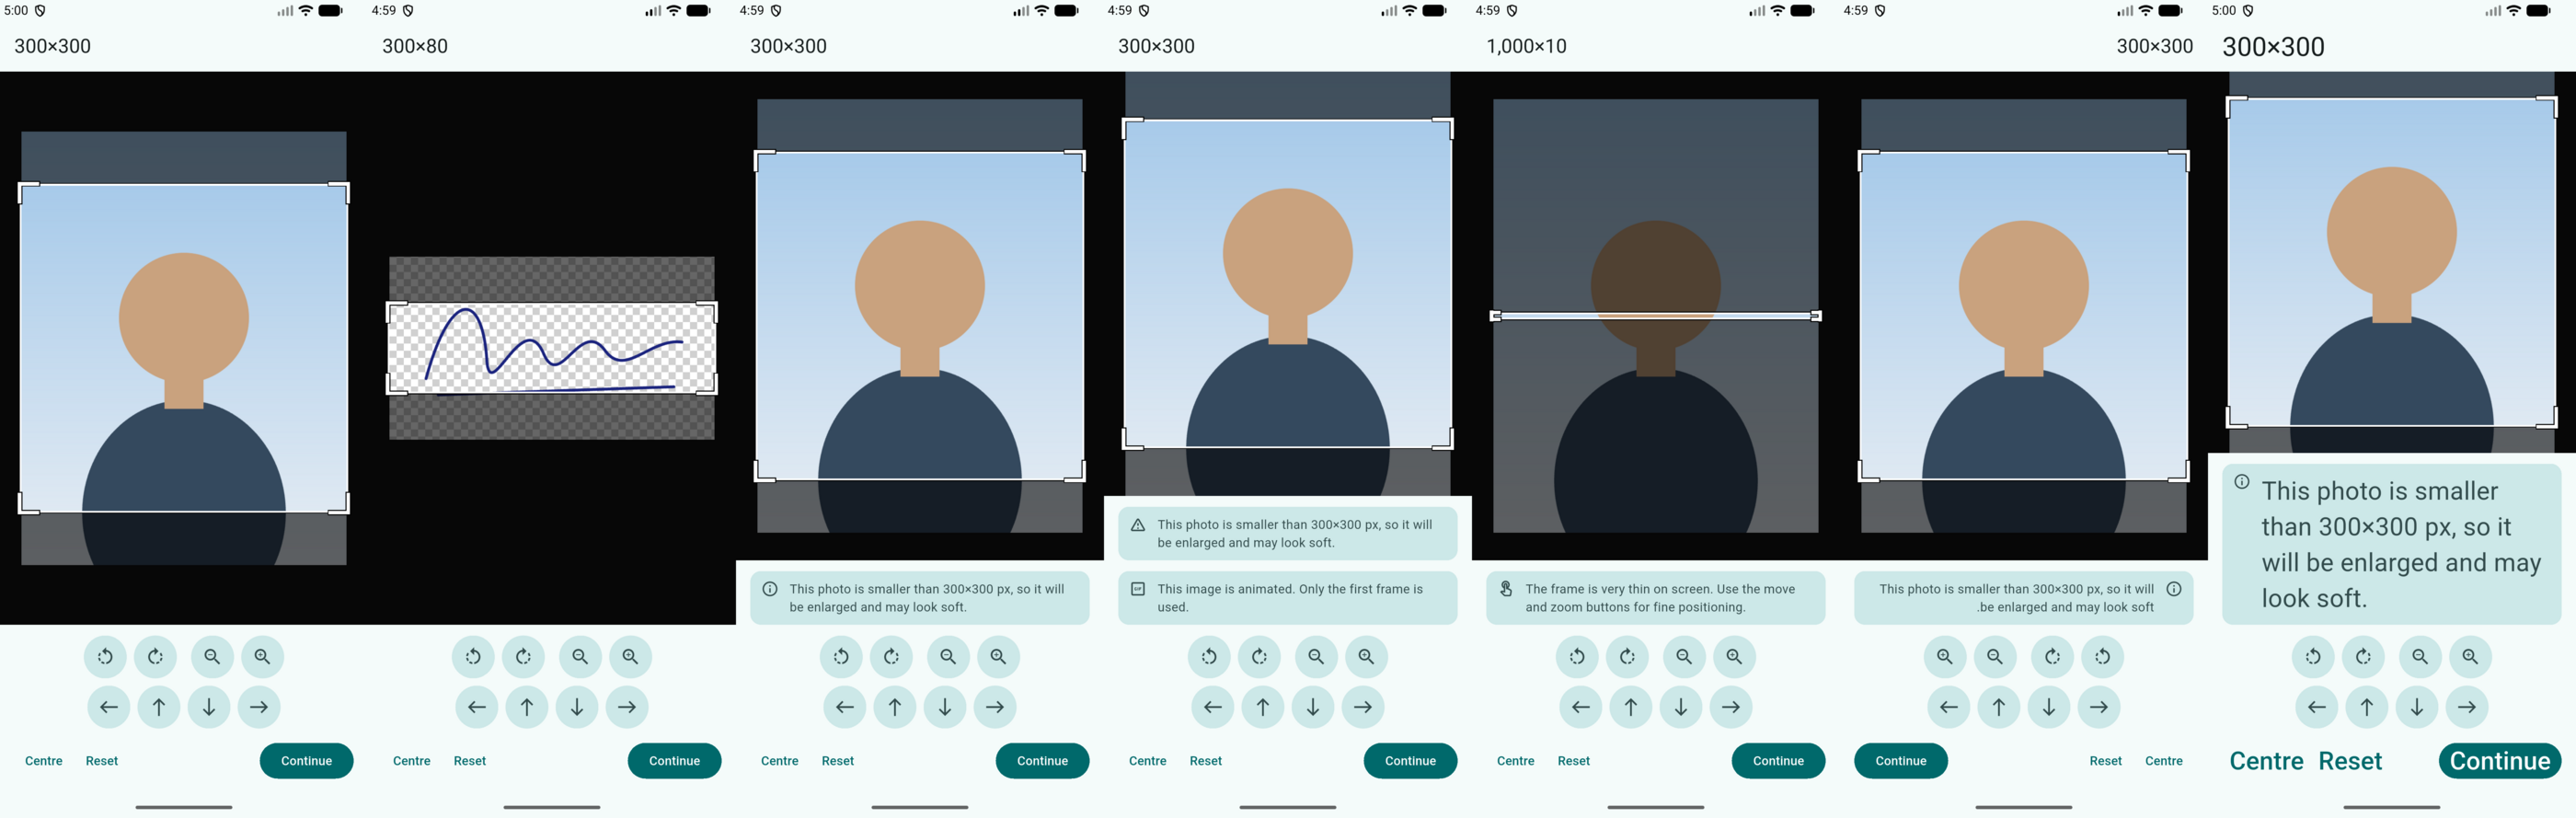 5:00
300×300
Centre
Reset
Continue
4:59
300×80
Centre
Reset
Continue
4:59
300×300
This photo is smaller than 300×300 px, so it will
be enlarged and may look soft.
Centre
Reset
Continue
4:59
300×300
This photo is smaller than 300×300 px, so it will
be enlarged and may look soft.
This image is animated. Only the first frame is
used.
Centre
Reset
Continue
4:59
1,000×10
The frame is very thin on screen. Use the move
and zoom buttons for fine positioning.
Centre
Reset
Continue
4:59
300×300
This photo is smaller than 300×300 px, so it will
.be enlarged and may look soft
Continue
Reset
Centre
5:00
300×300
This photo is smaller
than 300×300 px, so it
will be enlarged and may
look soft.
Centre
Reset
Continue